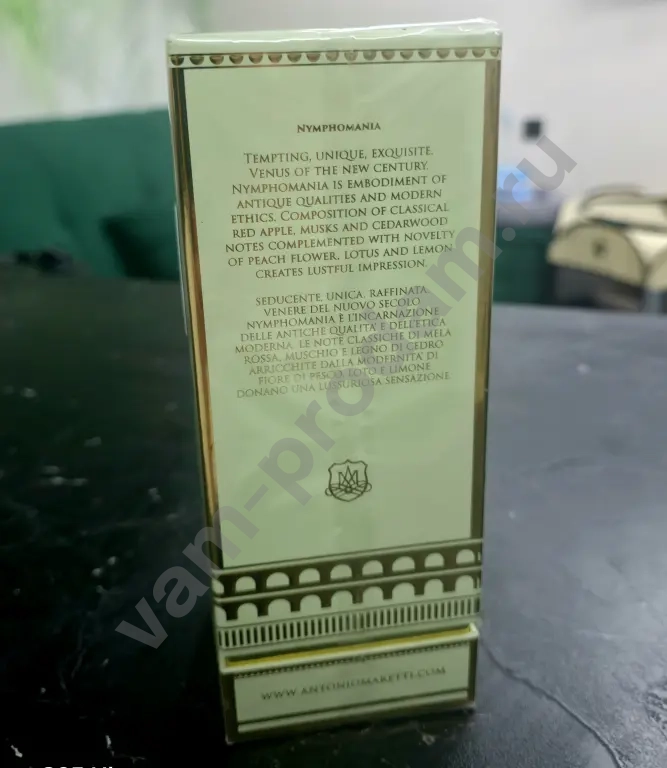 NYMPHOMANIA
TEMPTING, UNIQUE, EXQUISITE.
VENUS OF THE NEW CENTURY.
NYMPHOMANIA IS EMBODIMENT OF
ANTIQUE QUALITIES AND MODERN
ETHICS. COMPOSITION OF CLASSICAL
RED APPLE, MUSKS AND CEDARWOOD
NOTES COMPLEMENTED WITH NOVELTY
OF PEACH FLOWER, LOTUS AND LEMON
CREATES LUSTFUL IMPRESSION.
SEDUCENTE, UNICA, RAFFINATA.
VENERE DEL NUOVO SECOLO
NYMPHOMANIA E L'INCARNAZIONE
DELLE ANTICHE QUALITA' E DELL'ETICA
MODERNA. LE NOTE CLASSICHE DI MELA
ROSSA, MUSCHIO E LEGNO DI CEDRO
ARRICCHITE DALLA MODERNITA' DI
FIORE DI PESCO, LOTO E LIMONE
DONANO UNA LUSSURIOSA SENSAZIONE.
WWW.ANTONIOMARETTI.COM